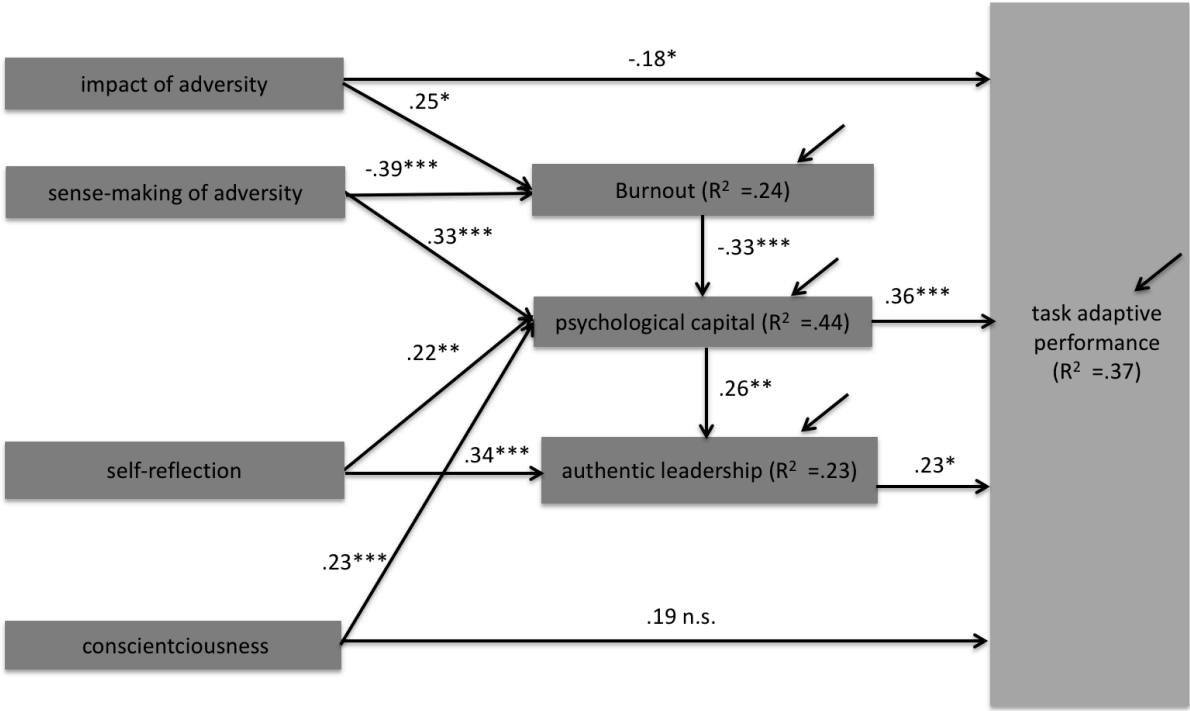 -.18*
impact of adversity
.25*
-.39***
sense-making of adversity
Burnout (R² =.24)
.33***
-.33***
psychological capital (R² =.44)
.36***
task adaptive
performance
(R² =.37)
.22**
.26**
self-reflection
.34***
authentic leadership (R² =.23)
.23*
.23***
.19 n.s.
conscientciousness